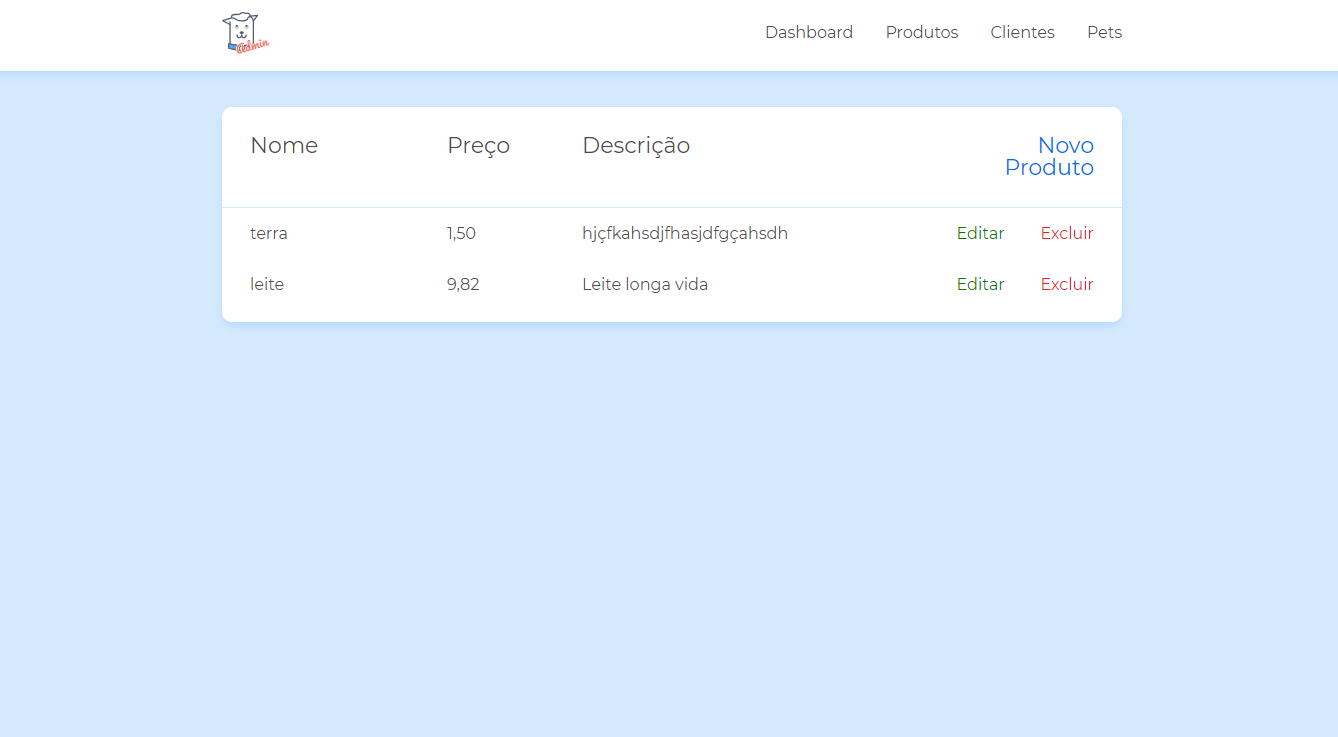 Admin
Dashboard Produtos Clientes Pets
Nome Preço Descrição Novo
Produto
terra 1,50 hjçfkahsdjfhasjdfgçahsdh Editar Excluir
leite 9,82 Leite longa vida Editar Excluir